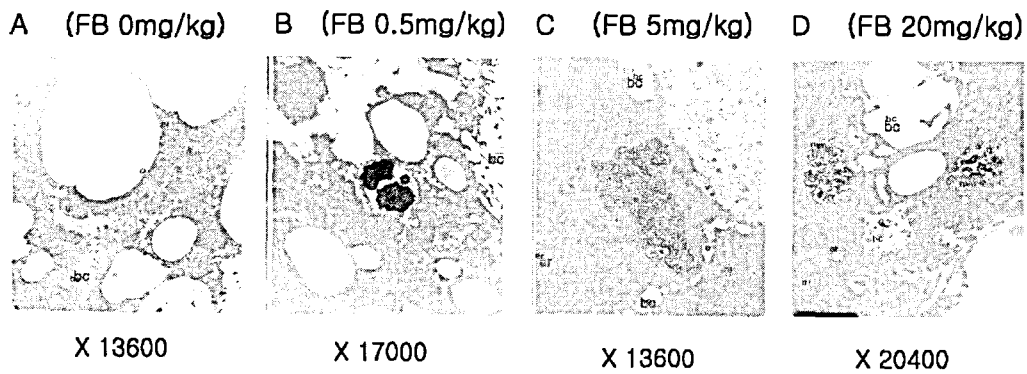 A (FB 0mg/kg) B (FB 0.5mg/kg) C (FB 5mg/kg) D (FB 20mg/kg)
bc
bc
bc
bc
bc
X 13600 X 17000 X 13600 X 20400